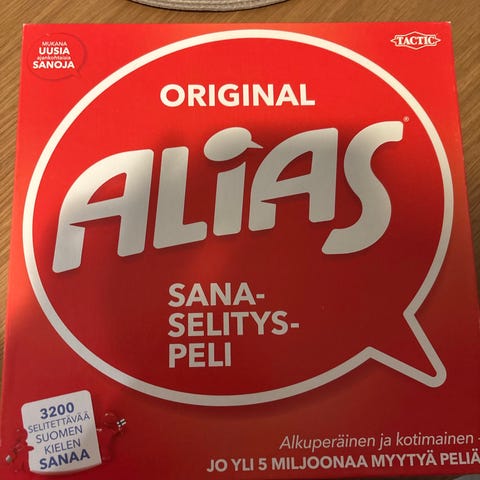 MUKANA
UUSIA
ajankohtaisia
SANOJA
TACTIC
ORIGINAL
ALiAS®
SANA-
SELITYS-
PELI
3200
SELITETTÄVÄÄ
SUOMEN
KIELEN
SANAA
Alkuperäinen ja kotimainen -
JO YLI 5 MILJOONAA MYYTYÄ PELIÄ